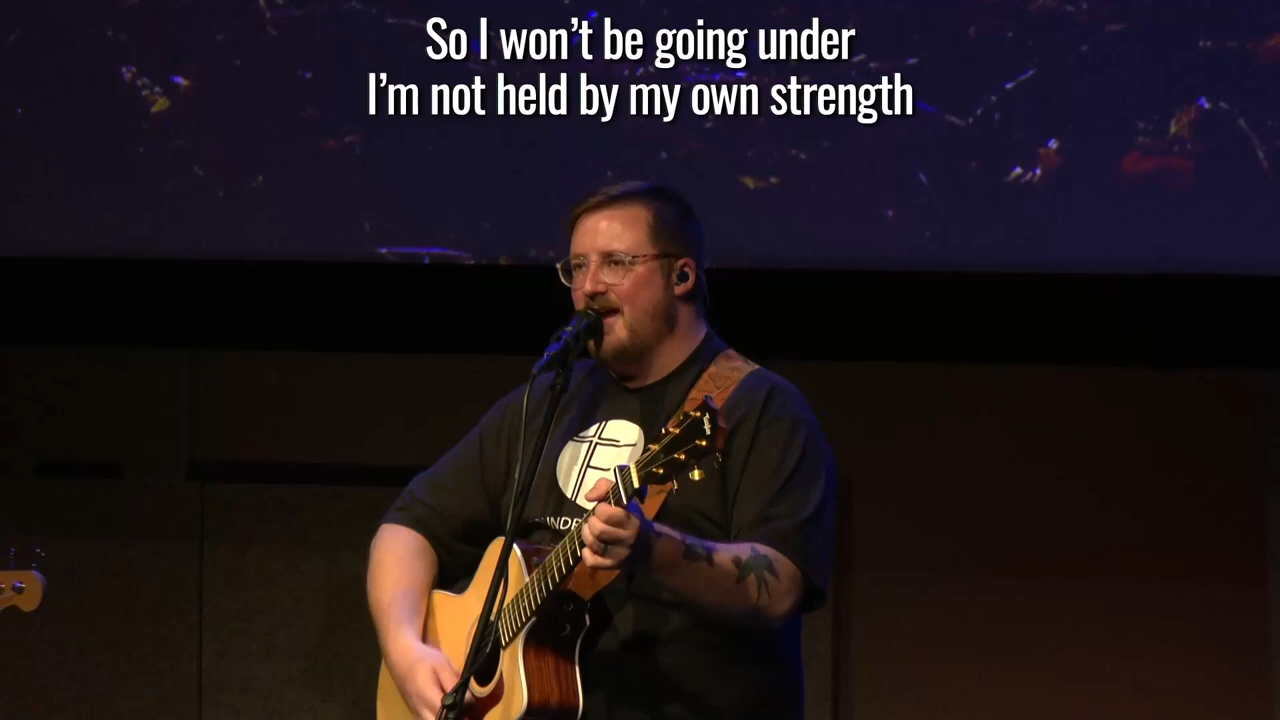 So I won’t be going under
I’m not held by my own strength